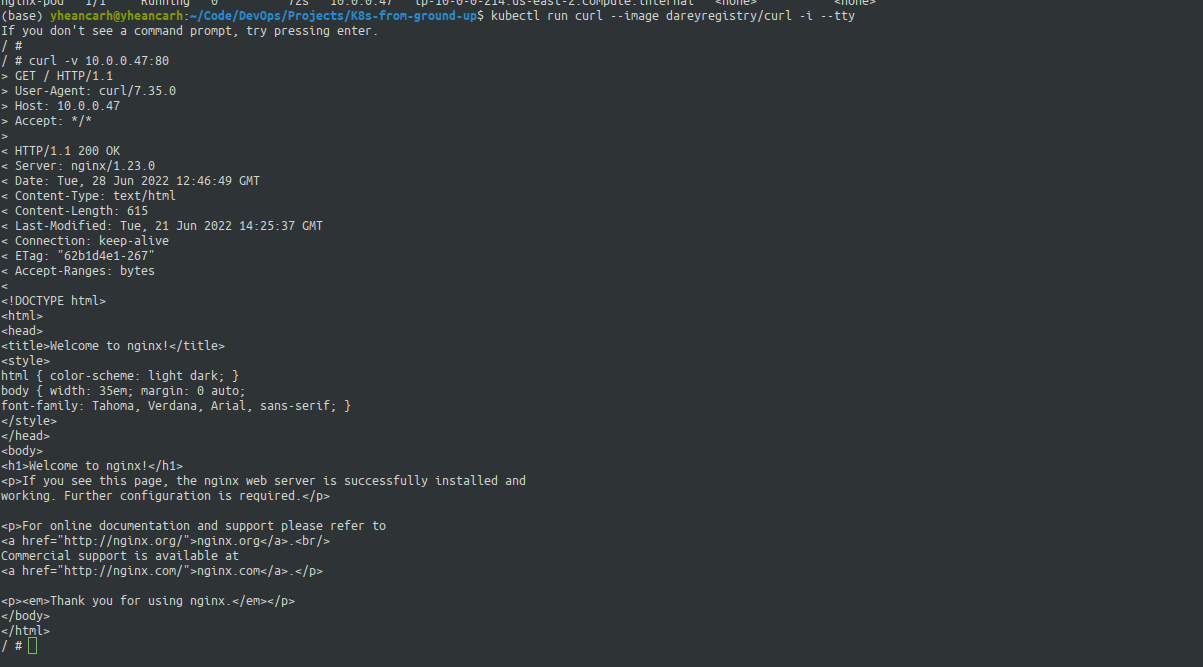 nginx-pod 1/1 Running 0 72s 10.0.0.47 ip-10-0-0-214.us-east-2.compute.internal <none> <none>
(base) yheancarh@yheancarh:~/Code/DevOps/Projects/K8s-from-ground-up$ kubectl run curl --image dareyregistry/curl -i --tty
If you don't see a command prompt, try pressing enter.
/ #
/ # curl -v 10.0.0.47:80
> GET / HTTP/1.1
> User-Agent: curl/7.35.0
> Host: 10.0.0.47
> Accept: */*
>
< HTTP/1.1 200 OK
< Server: nginx/1.23.0
< Date: Tue, 28 Jun 2022 12:46:49 GMT
< Content-Type: text/html
< Content-Length: 615
< Last-Modified: Tue, 21 Jun 2022 14:25:37 GMT
< Connection: keep-alive
< ETag: "62b1d4e1-267"
< Accept-Ranges: bytes
<
<!DOCTYPE html>
<html>
<head>
<title>Welcome to nginx!</title>
<style>
html { color-scheme: light dark; }
body { width: 35em; margin: 0 auto;
font-family: Tahoma, Verdana, Arial, sans-serif; }
</style>
</head>
<body>
<h1>Welcome to nginx!</h1>
<p>If you see this page, the nginx web server is successfully installed and
working. Further configuration is required.</p>

<p>For online documentation and support please refer to
<a href="http://nginx.org/">nginx.org</a>.<br/>
Commercial support is available at
<a href="http://nginx.com/">nginx.com</a>.</p>

<p><em>Thank you for using nginx.</em></p>
</body>
</html>
/ #